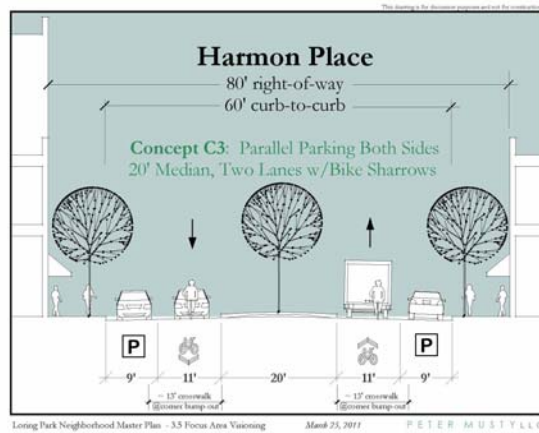 This drawing is for discussion purposes and not for construction
Harmon Place
80' right-of-way
60' curb-to-curb
Concept C3: Parallel Parking Both Sides
20' Median, Two Lanes w/Bike Sharrows
P
P
9'
11'
20'
11'
9'
~ 13' crosswalk
@corner bump-out
~ 13' crosswalk
@corner bump-out
Loring Park Neighborhood Master Plan - 3.5 Focus Area Visioning
March 23, 2011
PETER MUSTY LLC